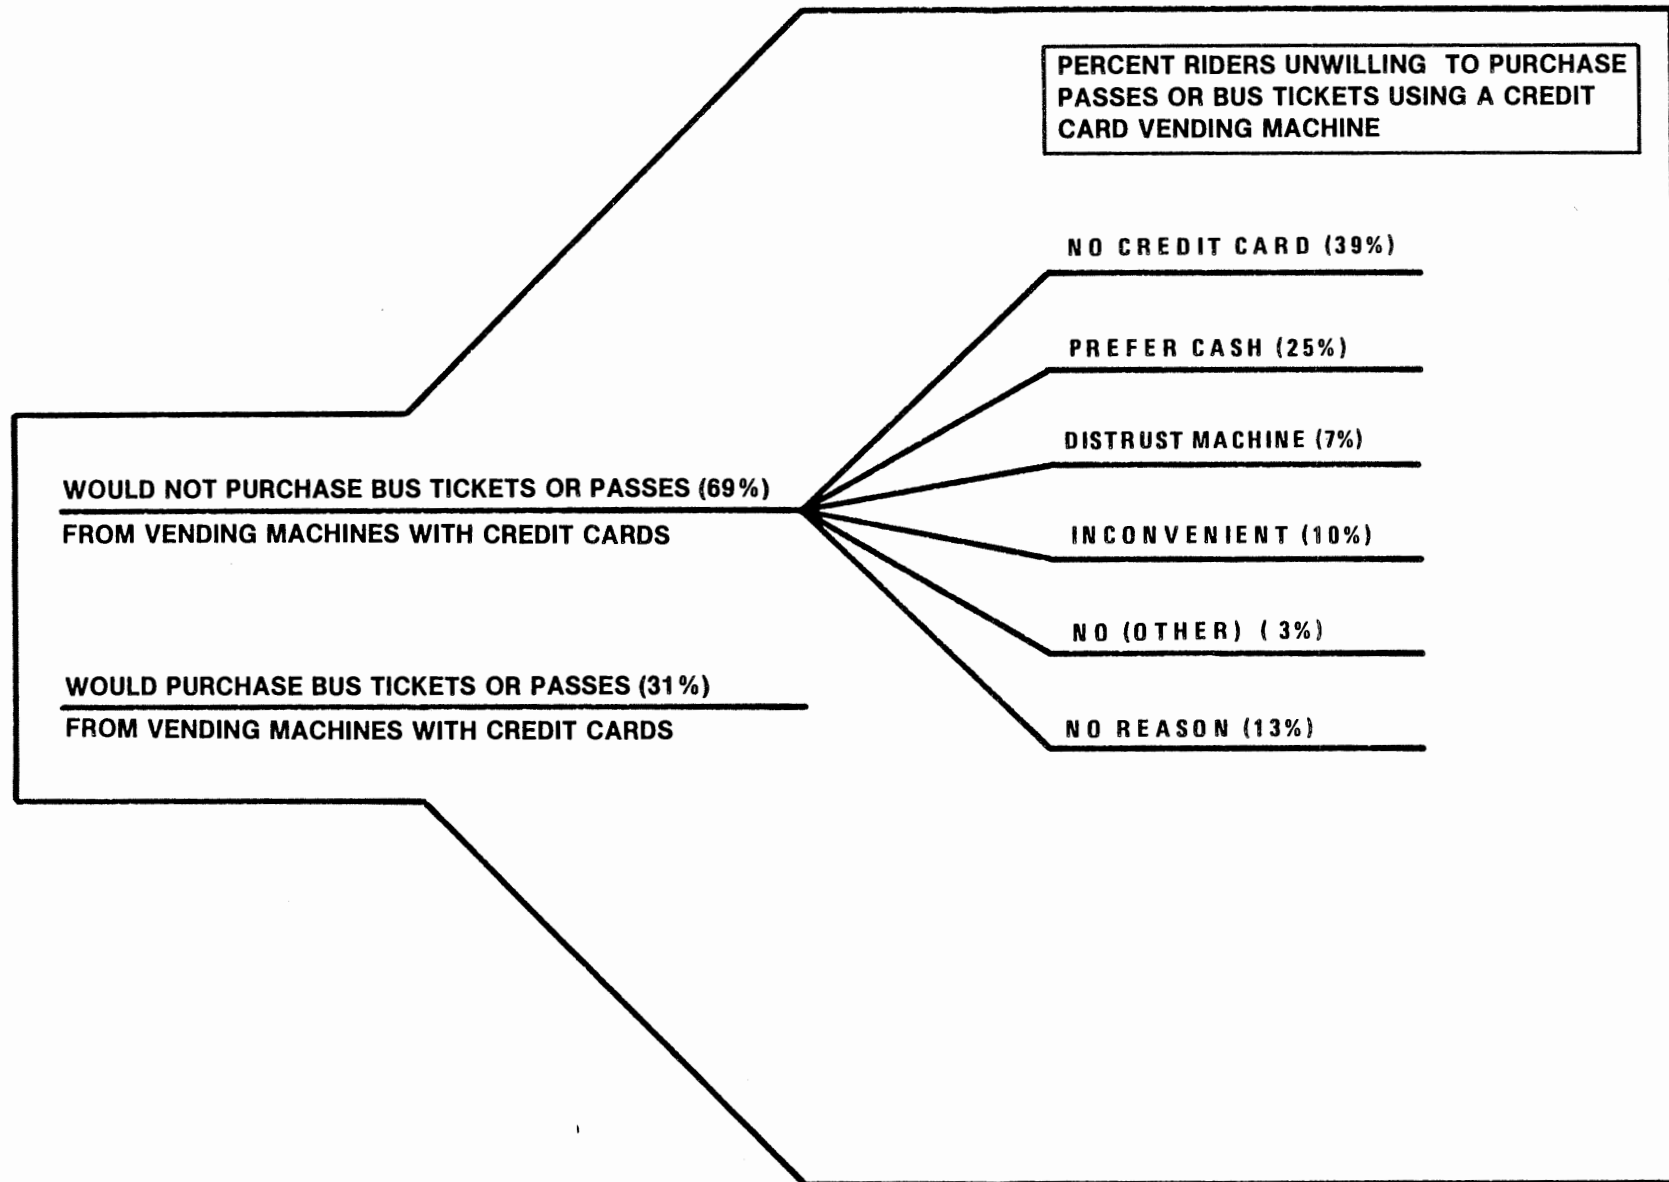 PERCENT RIDERS UNWILLING TO PURCHASE
PASSES OR BUS TICKETS USING A CREDIT
CARD VENDING MACHINE
NO CREDIT CARD (39%)
PREFER CASH (25%)
DISTRUST MACHINE (7%)
WOULD NOT PURCHASE BUS TICKETS OR PASSES (69%)
FROM VENDING MACHINES WITH CREDIT CARDS
INCONVENIENT (10%)
NO (OTHER) ( 3%)
WOULD PURCHASE BUS TICKETS OR PASSES (31%)
FROM VENDING MACHINES WITH CREDIT CARDS
NO REASON (13%)